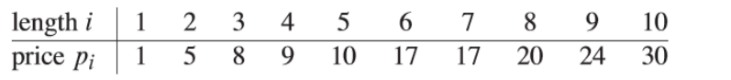 length i 1 2 3 4 5 6 7 8 9 10
price pᵢ 1 5 8 9 10 17 17 20 24 30